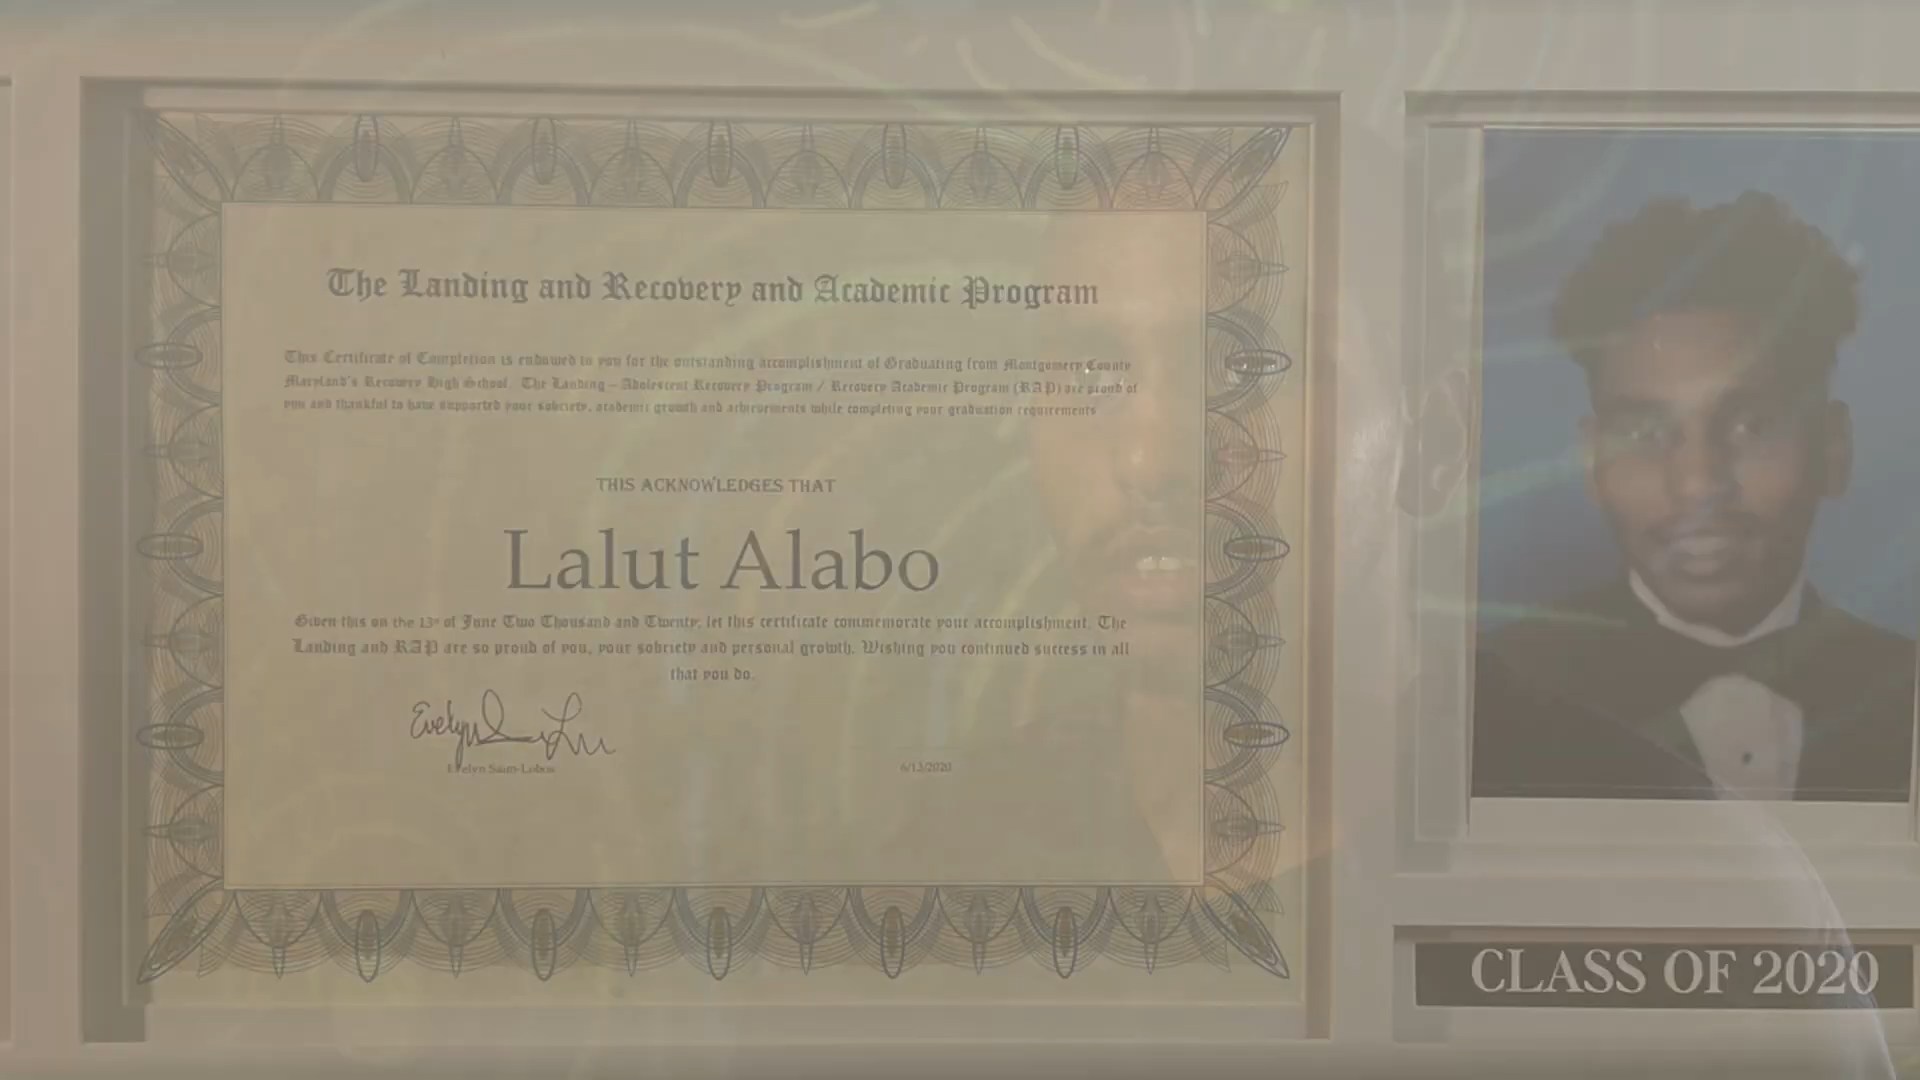 The Landing and Recovery and Academic Program
This Certificate of Completion is endowed to you for the outstanding accomplishment of Graduating from Montgomery County
Maryland's Recovery High School. The Landing – Adolescent Recovery Program / Recovery Academic Program (RAP) are proud of
you and thankful to have supported your sobriety, academic growth and achievements while completing your graduation requirements
THIS ACKNOWLEDGES THAT
Lalut Alabo
Given this on the 13th of June Two Thousand and Twenty, let this certificate commemorate your accomplishment. The
Landing and RAP are so proud of you, your sobriety and personal growth. Wishing you continued success in all
that you do.
Evelyn
Evelyn 6/13/2020
CLASS OF 2020